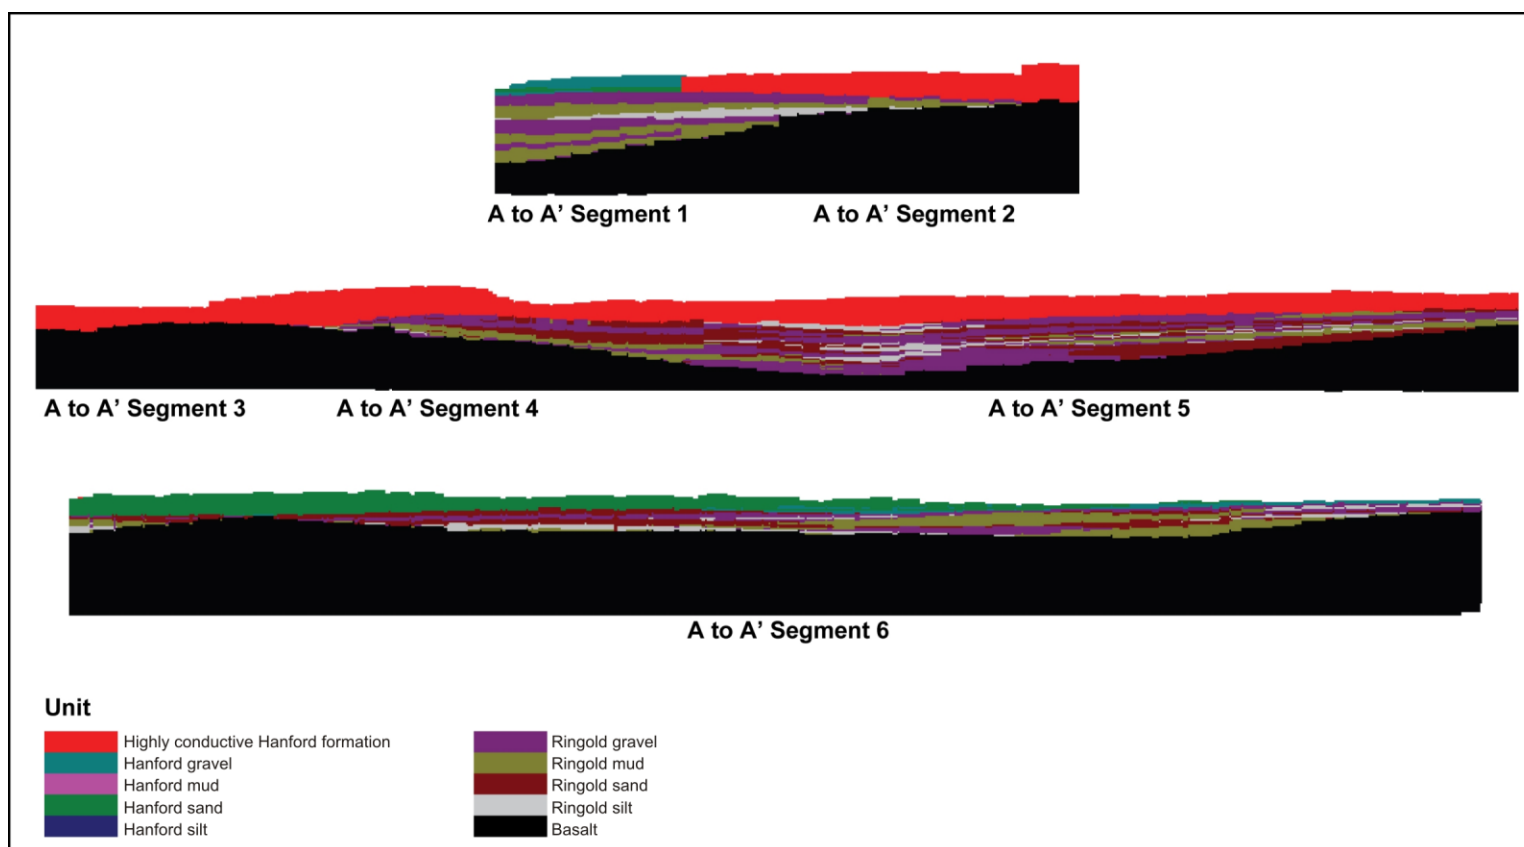 A to A’ Segment 1
A to A’ Segment 2
A to A’ Segment 3
A to A’ Segment 4
A to A’ Segment 5
A to A’ Segment 6
Unit
Highly conductive Hanford formation
Hanford gravel
Hanford mud
Hanford sand
Hanford silt
Ringold gravel
Ringold mud
Ringold sand
Ringold silt
Basalt